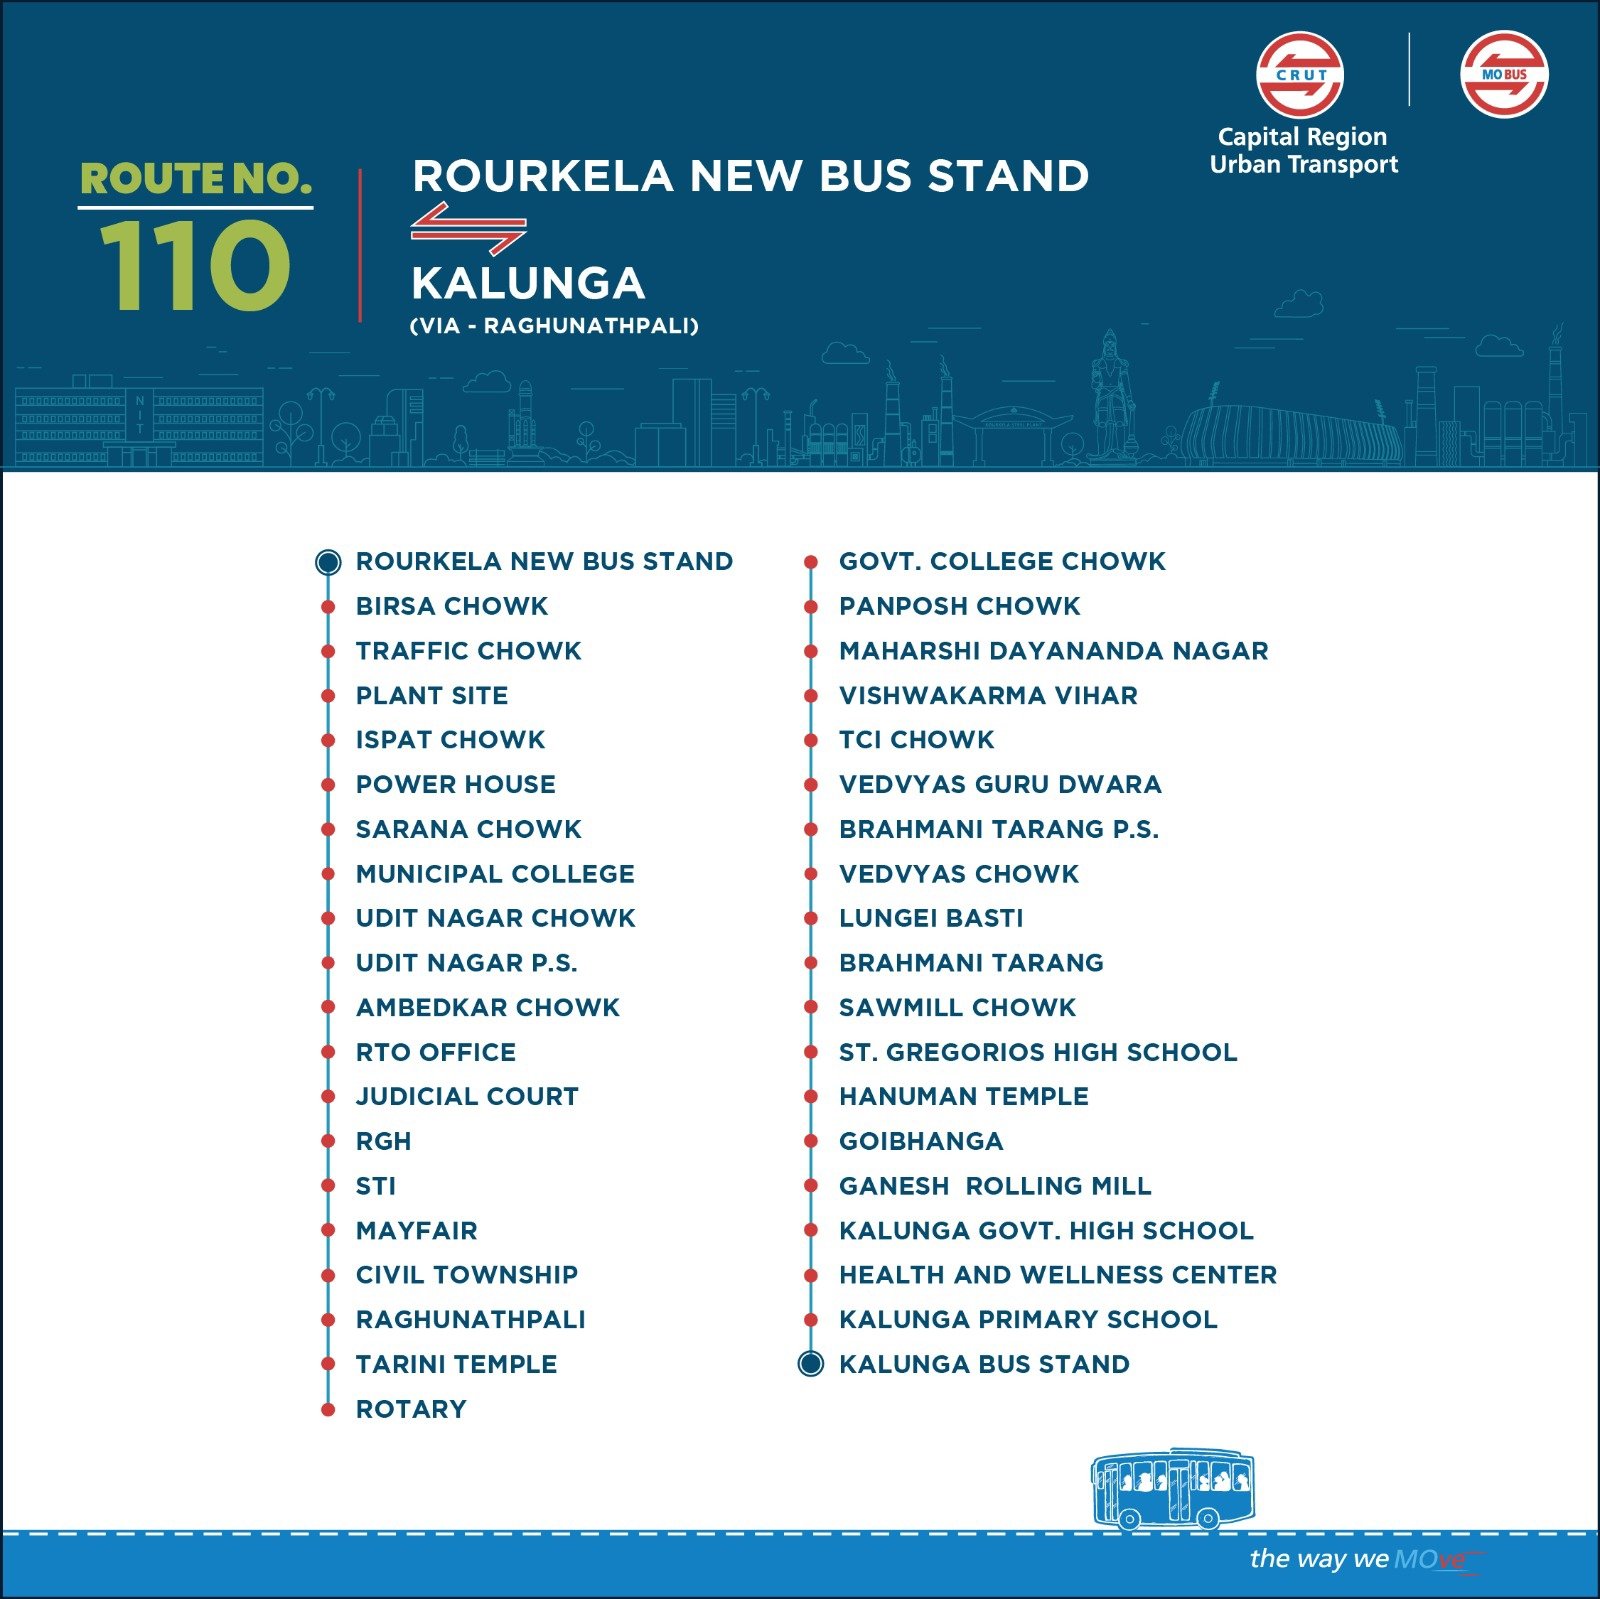 CRUT
MO BUS
Capital Region
Urban Transport
ROUTE NO.
110
ROURKELA NEW BUS STAND
KALUNGA
(VIA - RAGHUNATHPALI)
NIT
ROURKELA STEEL PLANT
ROURKELA NEW BUS STAND
BIRSA CHOWK
TRAFFIC CHOWK
PLANT SITE
ISPAT CHOWK
POWER HOUSE
SARANA CHOWK
MUNICIPAL COLLEGE
UDIT NAGAR CHOWK
UDIT NAGAR P.S.
AMBEDKAR CHOWK
RTO OFFICE
JUDICIAL COURT
RGH
STI
MAYFAIR
CIVIL TOWNSHIP
RAGHUNATHPALI
TARINI TEMPLE
ROTARY
GOVT. COLLEGE CHOWK
PANPOSH CHOWK
MAHARSHI DAYANANDA NAGAR
VISHWAKARMA VIHAR
TCI CHOWK
VEDVYAS GURU DWARA
BRAHMANI TARANG P.S.
VEDVYAS CHOWK
LUNGEI BASTI
BRAHMANI TARANG
SAWMILL CHOWK
ST. GREGORIOS HIGH SCHOOL
HANUMAN TEMPLE
GOIBHANGA
GANESH  ROLLING MILL
KALUNGA GOVT. HIGH SCHOOL
HEALTH AND WELLNESS CENTER
KALUNGA PRIMARY SCHOOL
KALUNGA BUS STAND
the way we MOve